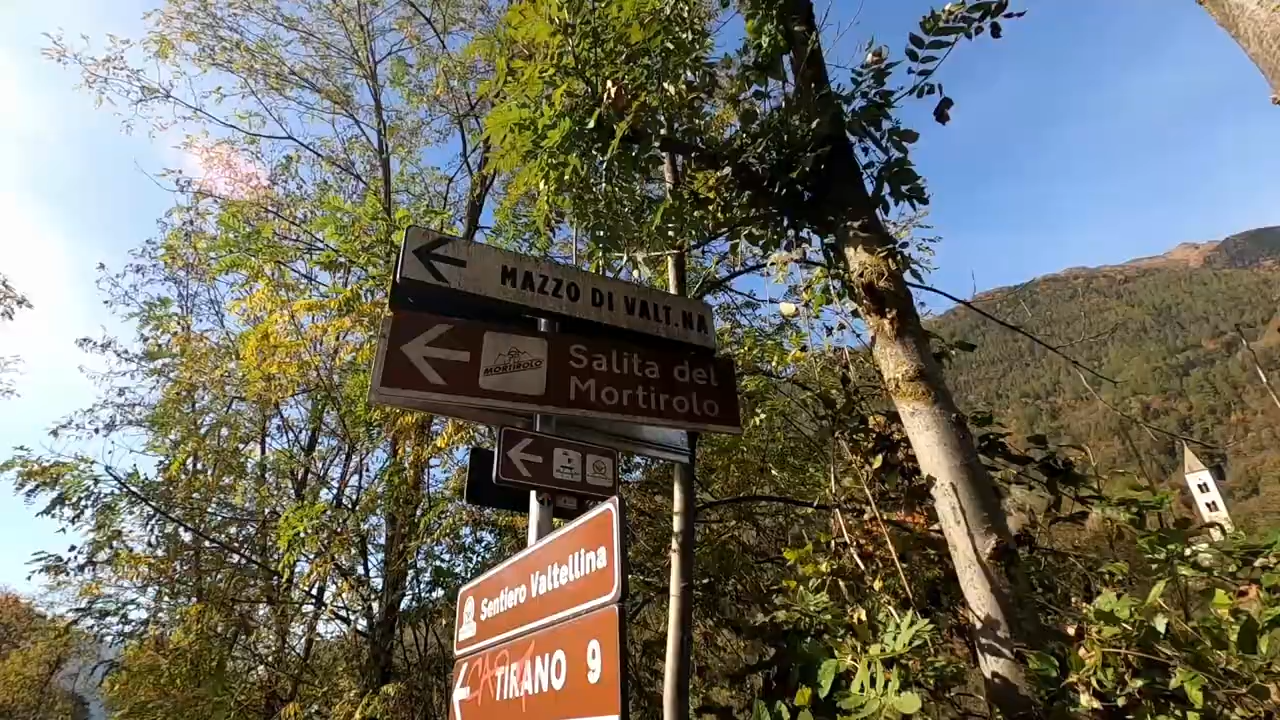 MAZZO DI VALT.NA
MORTIROLO
Salita del
Mortirolo
Sentiero Valtellina
TIRANO 9